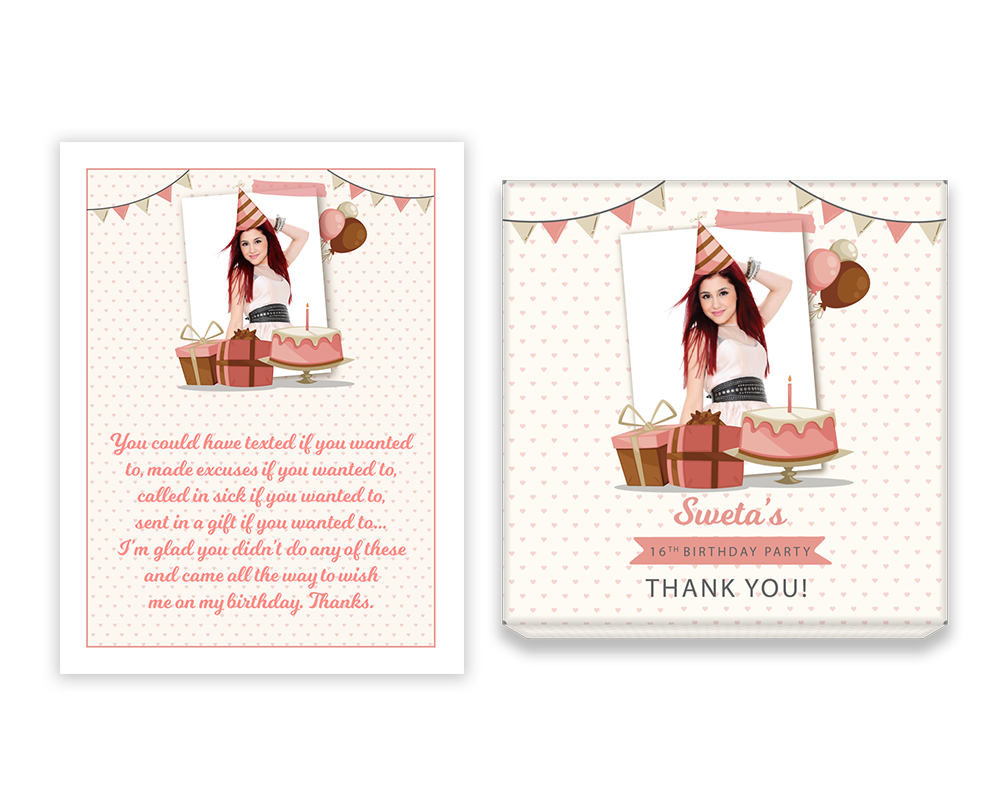 You could have texted if you wanted
to, made excuses if you wanted to,
called in sick if you wanted to,
sent in a gift if you wanted to...
I'm glad you didn't do any of these
and came all the way to wish
me on my birthday. Thanks.
Sweta's
16TH BIRTHDAY PARTY
THANK YOU!